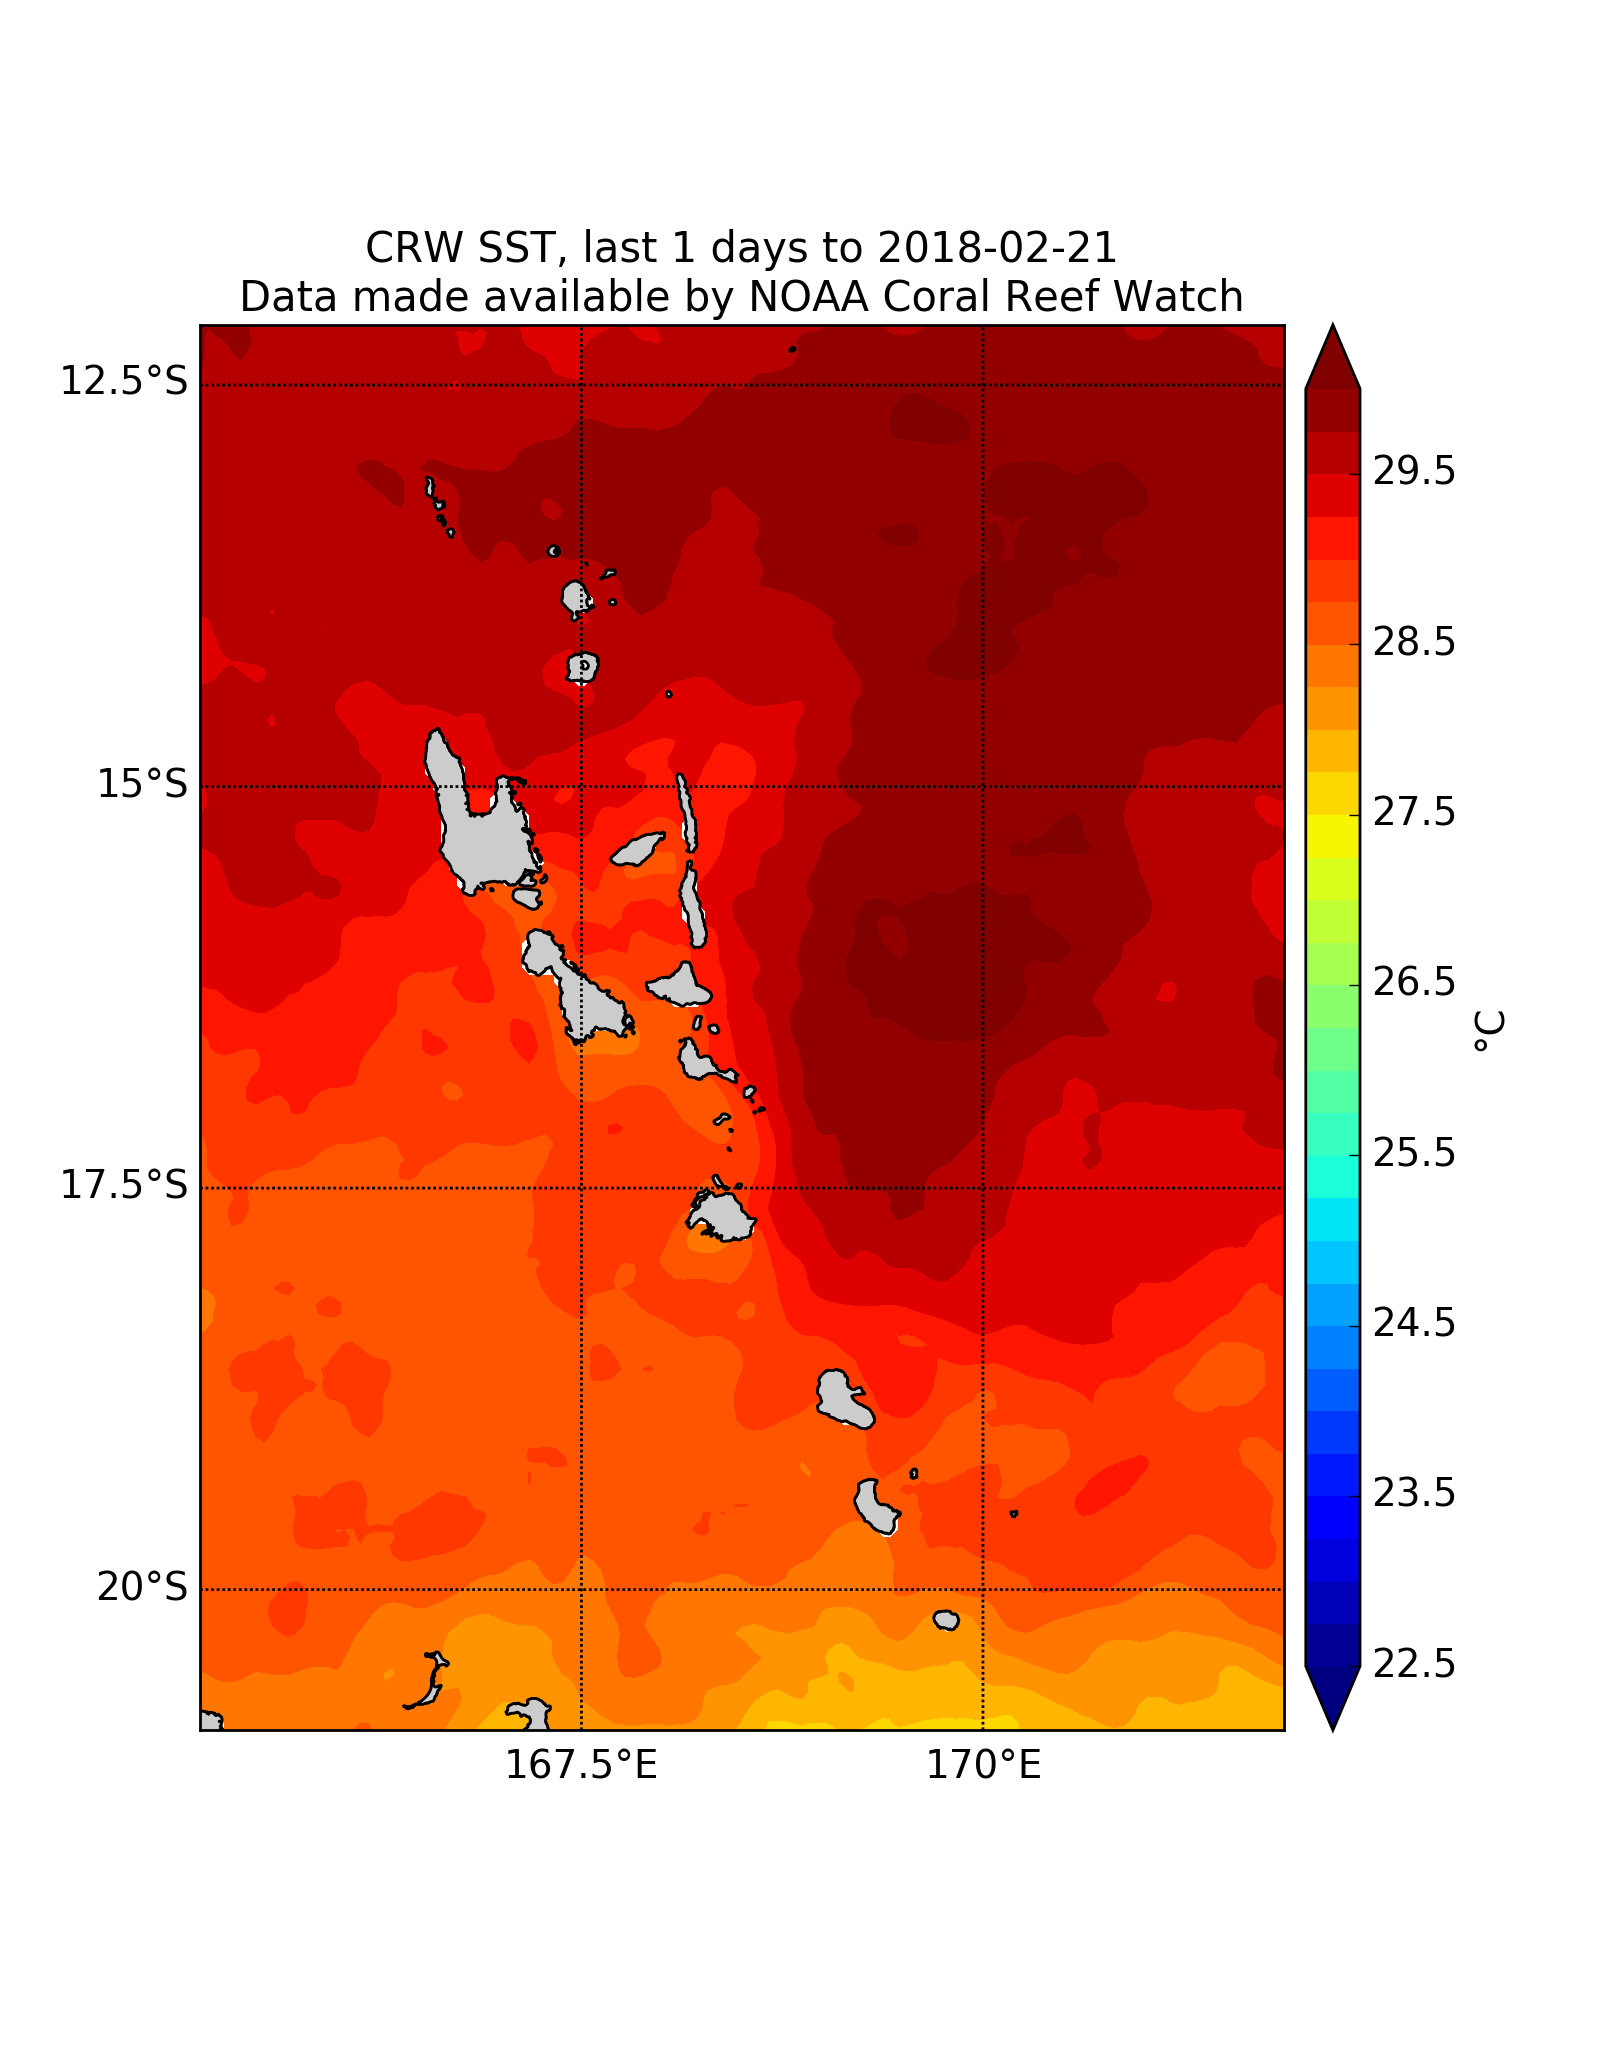 CRW SST, last 1 days to 2018-02-21
Data made available by NOAA Coral Reef Watch
12.5°S
15°S
17.5°S
20°S
167.5°E
170°E
29.5
28.5
27.5
26.5
25.5
24.5
23.5
22.5
°C